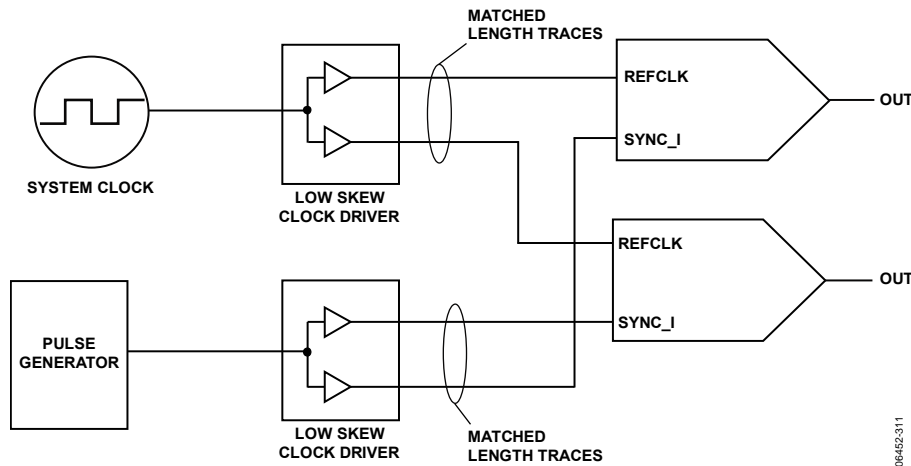 MATCHED
LENGTH TRACES
REFCLK
OUT
SYNC_I
SYSTEM CLOCK
LOW SKEW
CLOCK DRIVER
REFCLK
OUT
SYNC_I
PULSE
GENERATOR
LOW SKEW
CLOCK DRIVER
MATCHED
LENGTH TRACES
06452-311